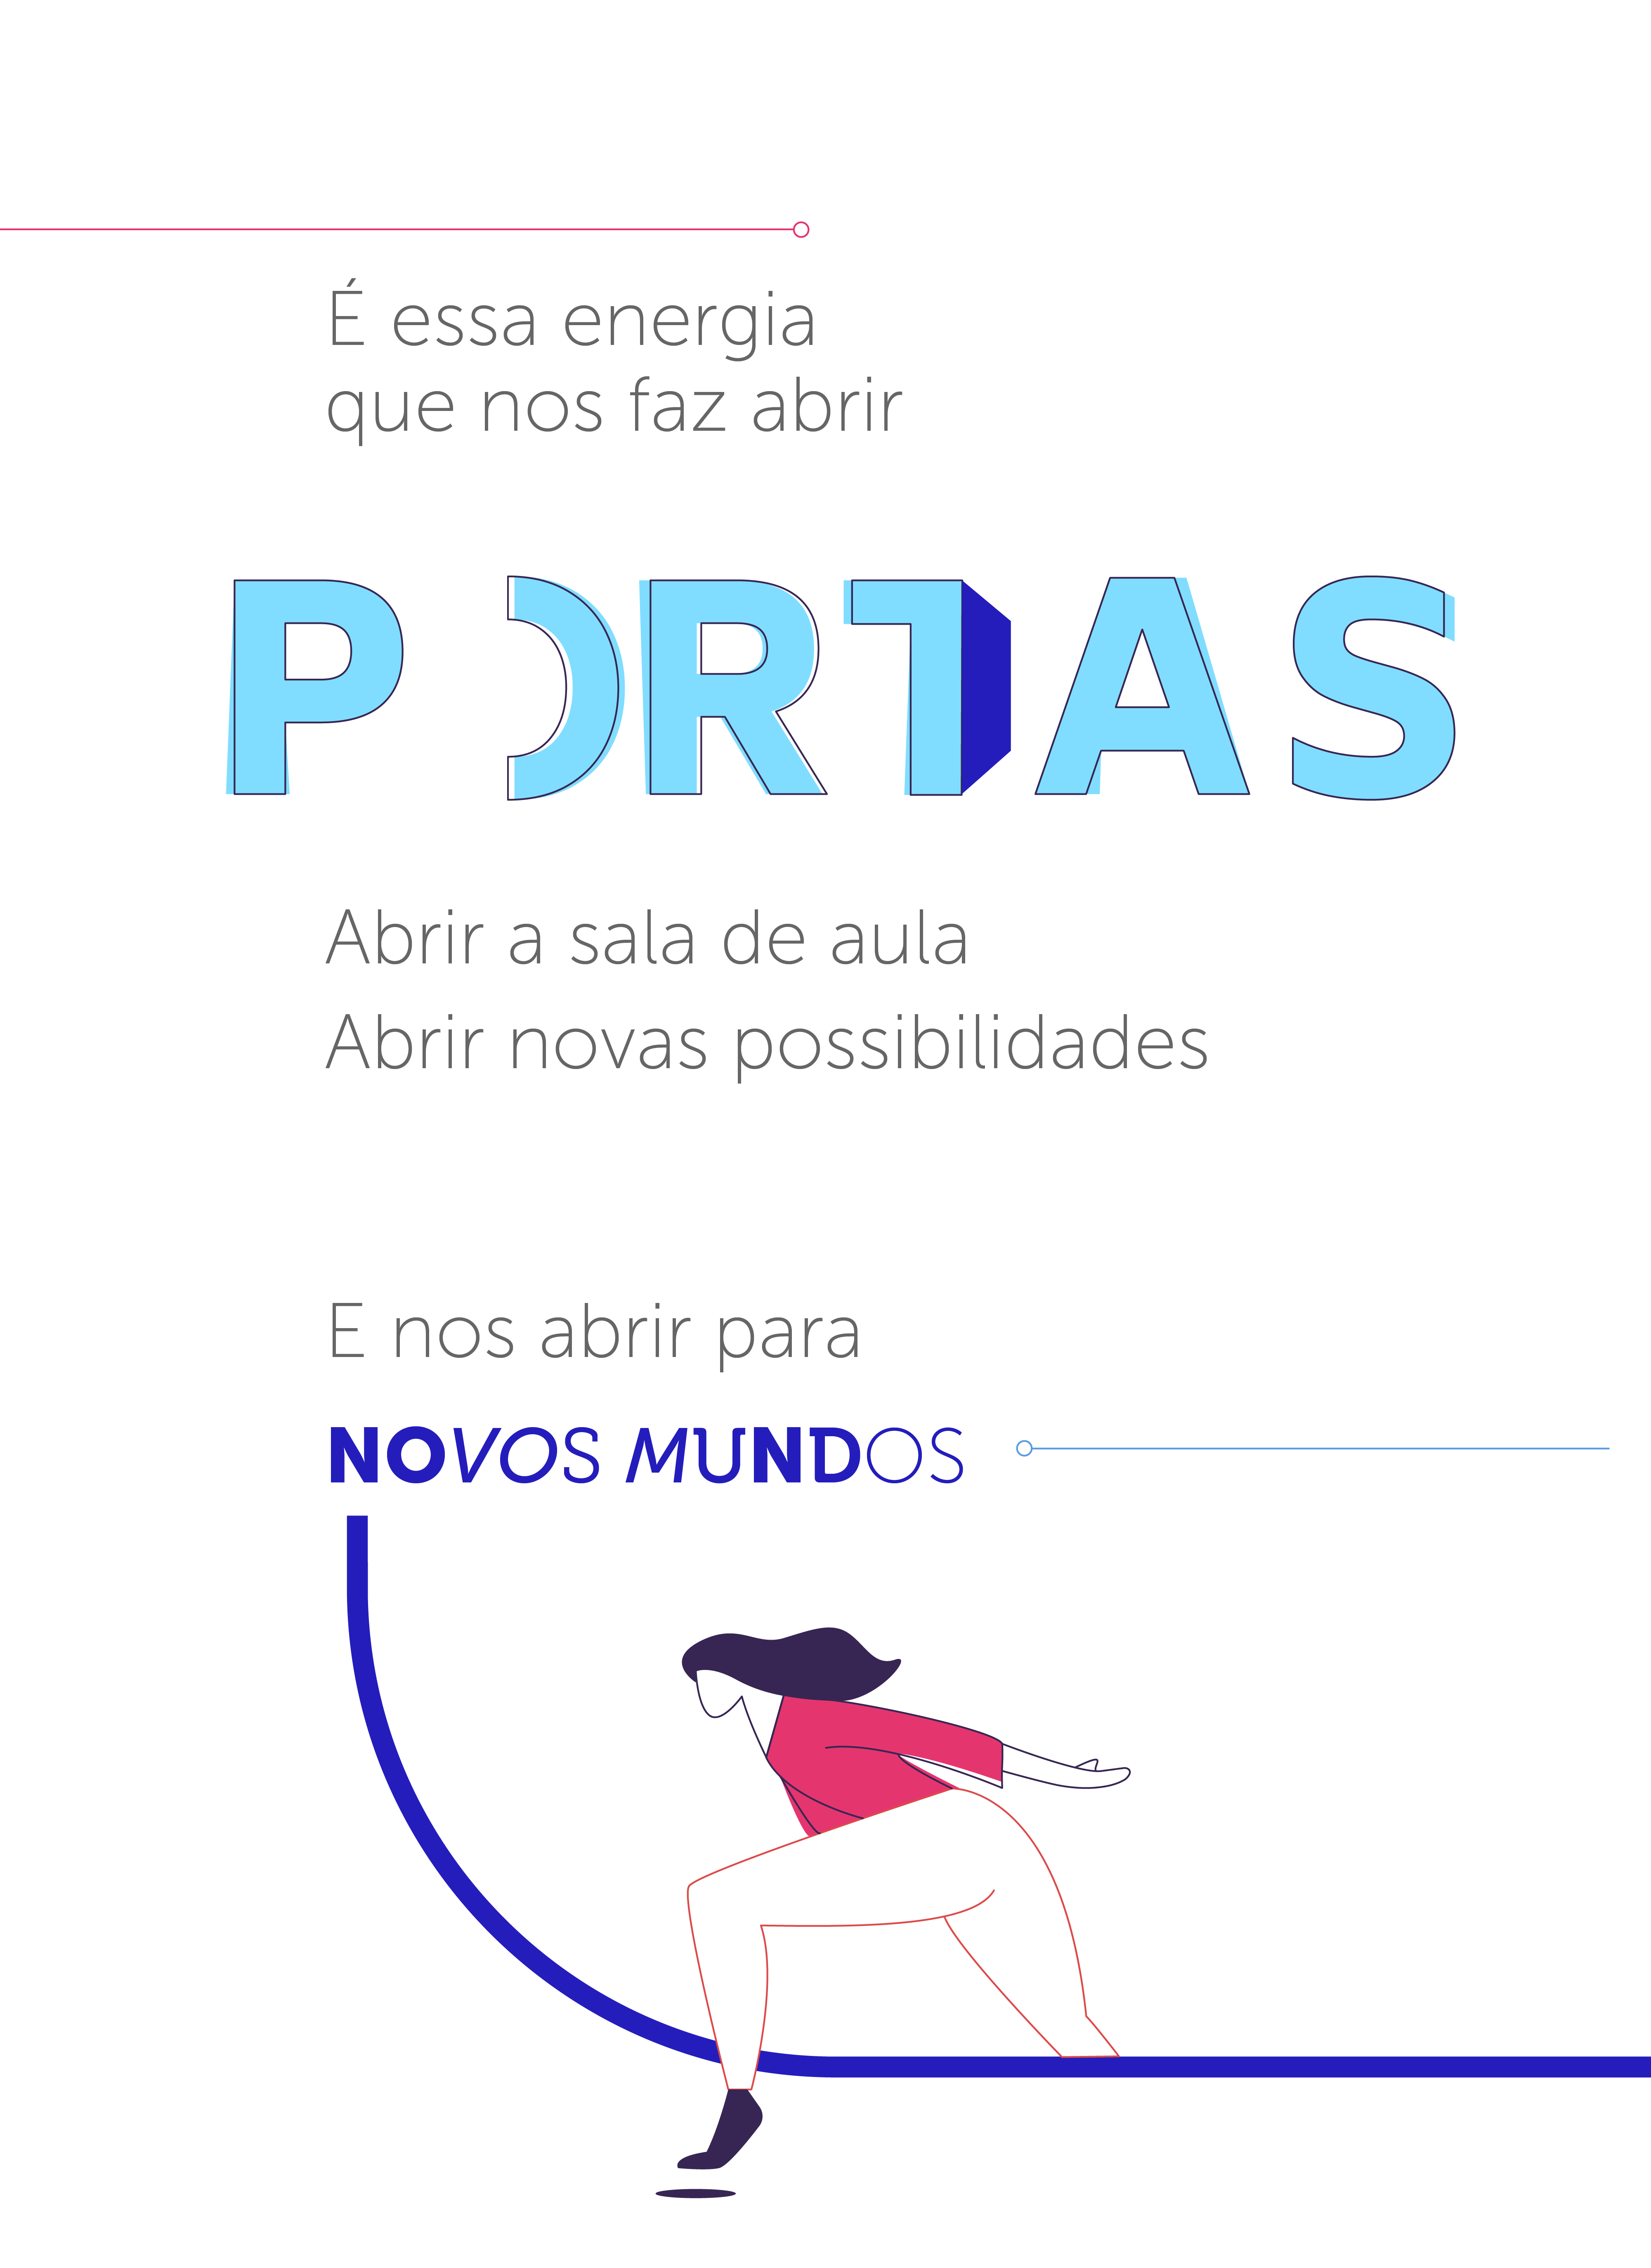 É essa energia
que nos faz abrir
PORTAS
Abrir a sala de aula
Abrir novas possibilidades
E nos abrir para
NOVOS MUNDOS